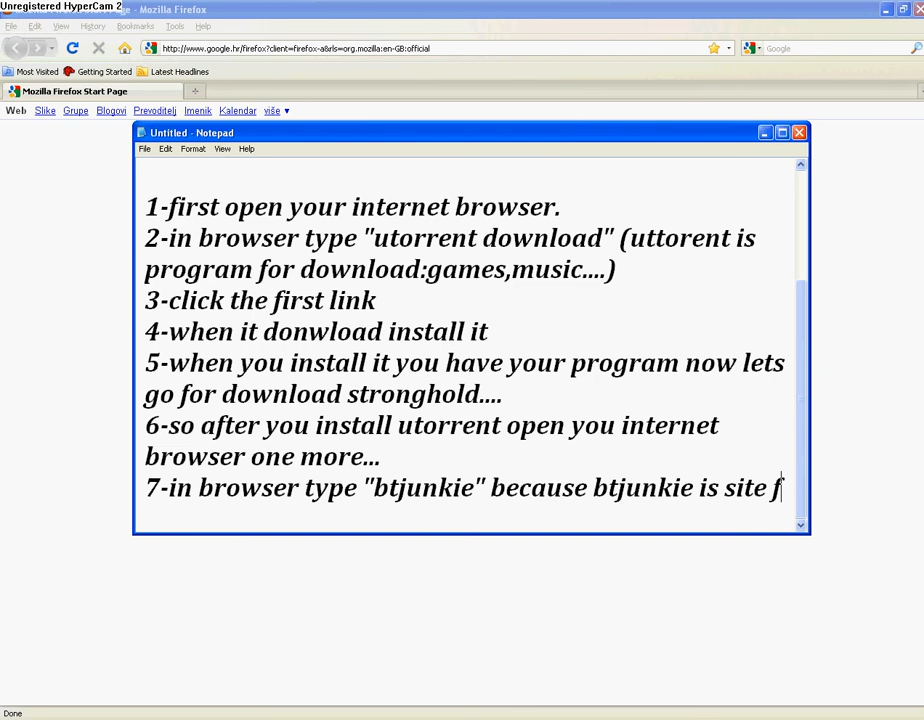 Unregistered HyperCam 2
Page - Mozilla Firefox
File Edit View History Bookmarks Tools Help
http://www.google.hr/firefox?client=firefox-a&rls=org.mozilla:en-GB:official
Google
Most Visited Getting Started Latest Headlines
Mozilla Firefox Start Page
Web Slike Grupe Blogovi Prevoditelj Imenik Kalendar više ▼
Untitled - Notepad
File Edit Format View Help
1-first open your internet browser.
2-in browser type "utorrent download" (uttorent is
program for download:games,music....)
3-click the first link
4-when it donwload install it
5-when you install it you have your program now lets
go for download stronghold....
6-so after you install utorrent open you internet
browser one more...
7-in browser type "btjunkie" because btjunkie is site f
Done